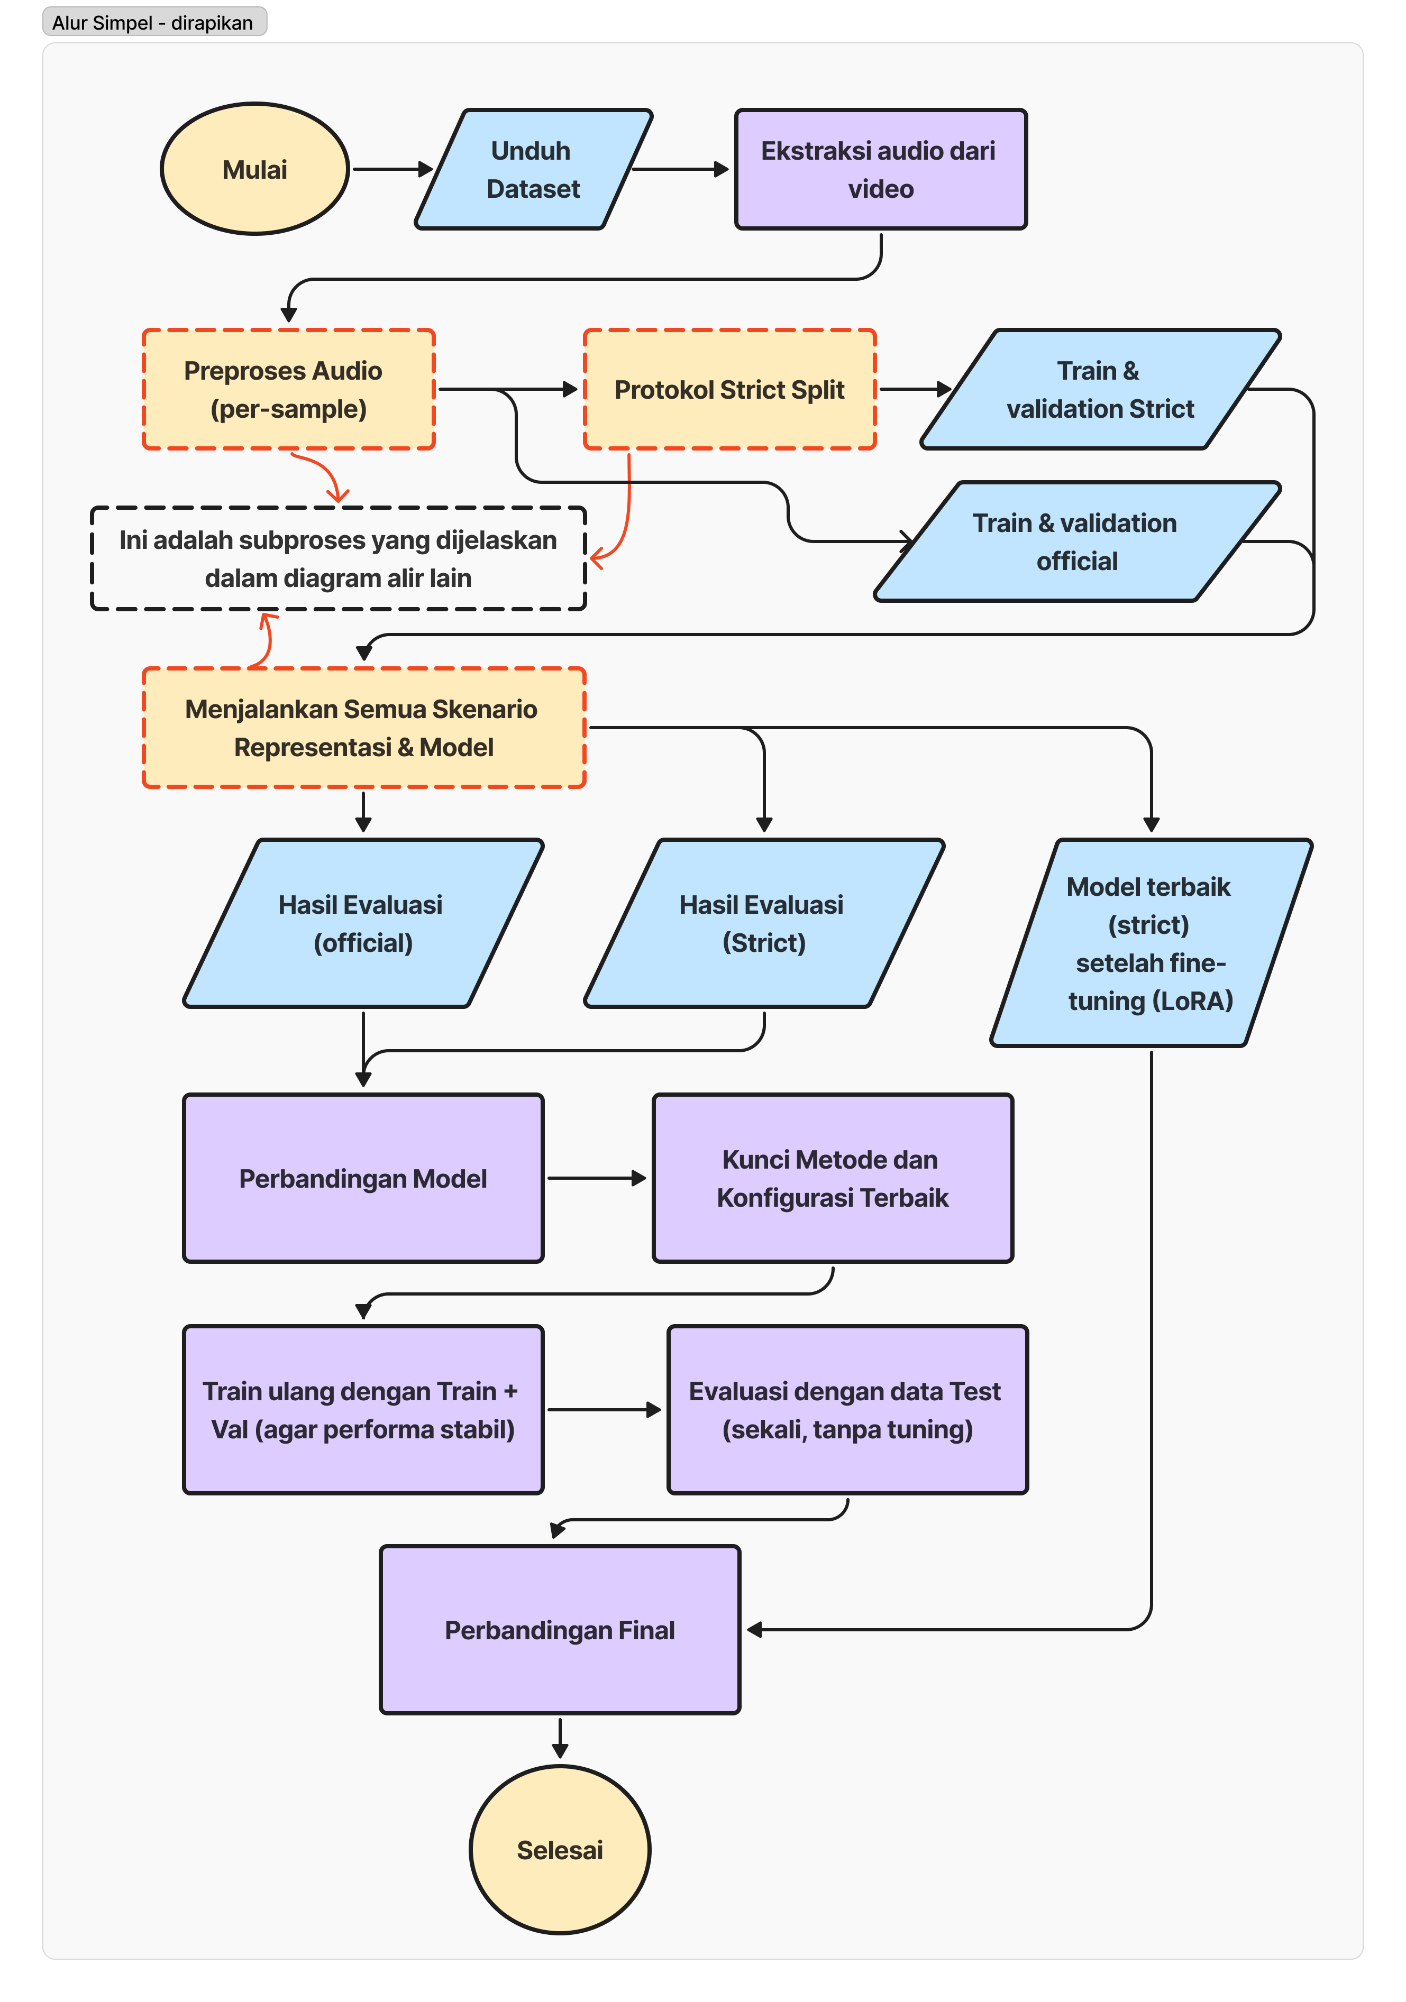 Alur Simpel - dirapikan
Mulai
Unduh
Dataset
Ekstraksi audio dari
video
Preproses Audio
(per-sample)
Protokol Strict Split
Train &
validation Strict
Ini adalah subproses yang dijelaskan
dalam diagram alir lain
Train & validation
official
Menjalankan Semua Skenario
Representasi & Model
Hasil Evaluasi
(official)
Hasil Evaluasi
(Strict)
Model terbaik
(strict)
setelah fine-
tuning (LoRA)
Perbandingan Model
Kunci Metode dan
Konfigurasi Terbaik
Train ulang dengan Train +
Val (agar performa stabil)
Evaluasi dengan data Test
(sekali, tanpa tuning)
Perbandingan Final
Selesai